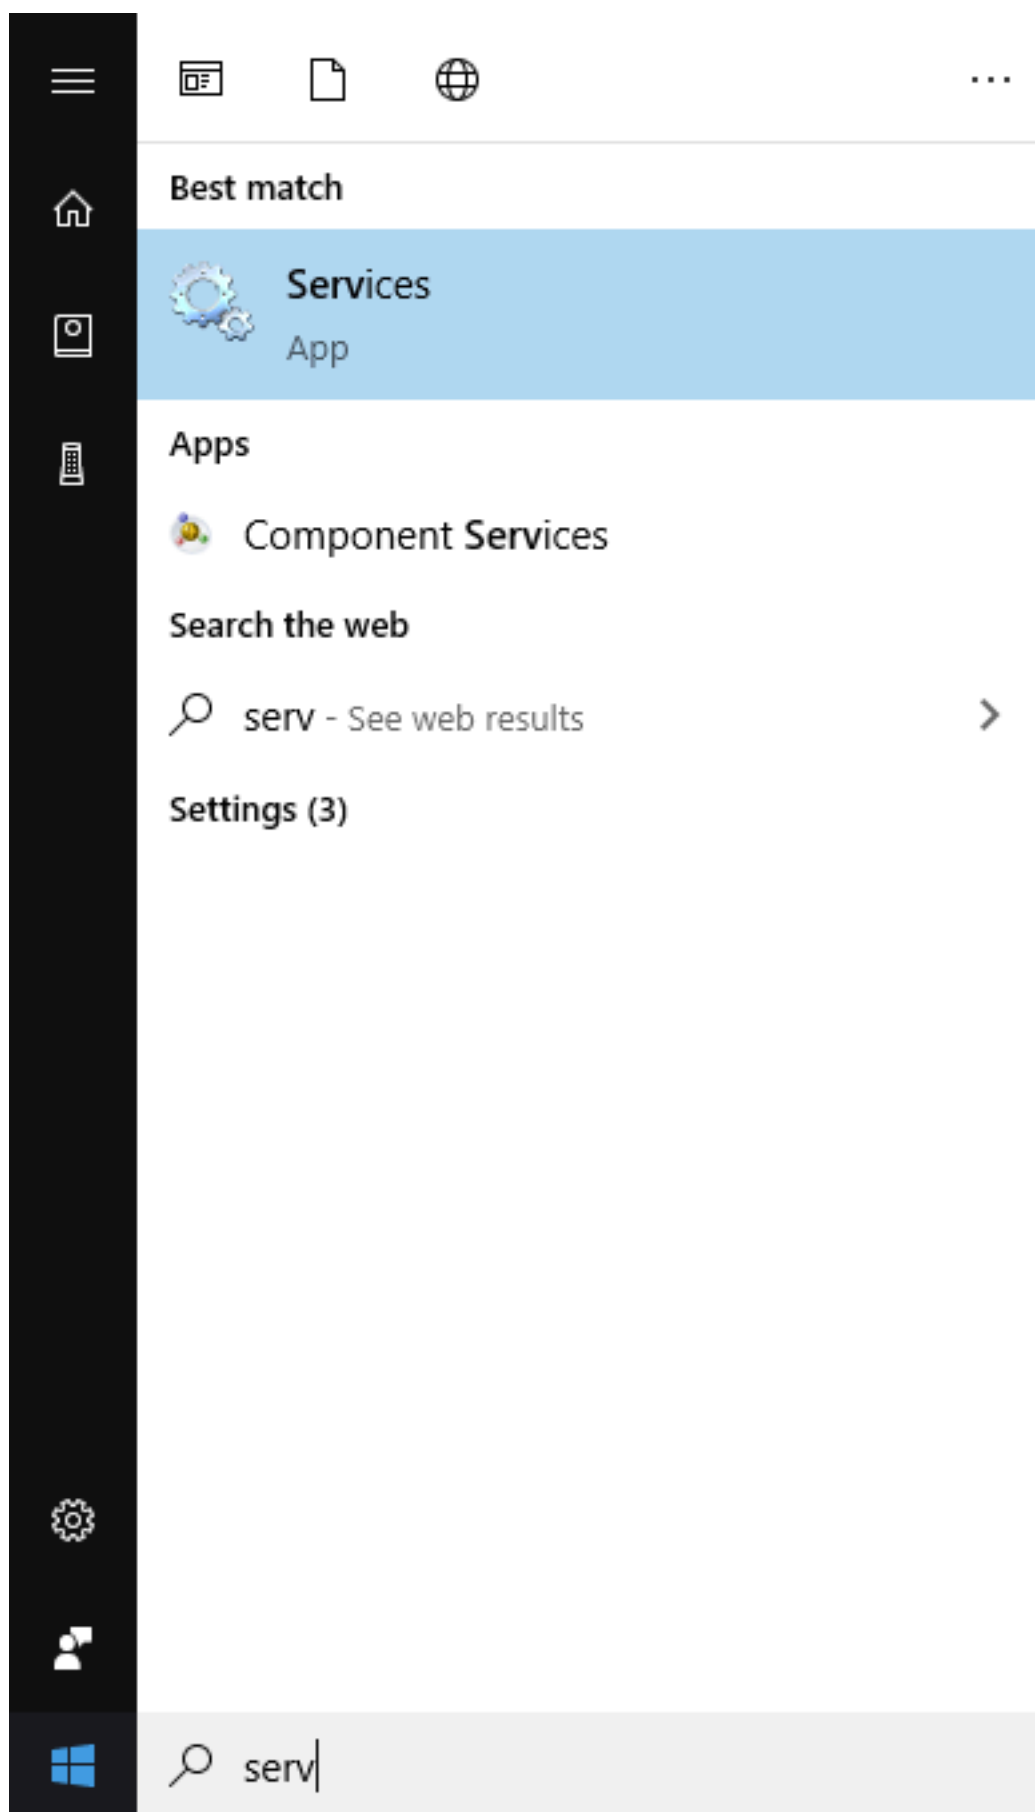 Best match
Services
App
Apps
Component Services
Search the web
serv - See web results
Settings (3)
serv